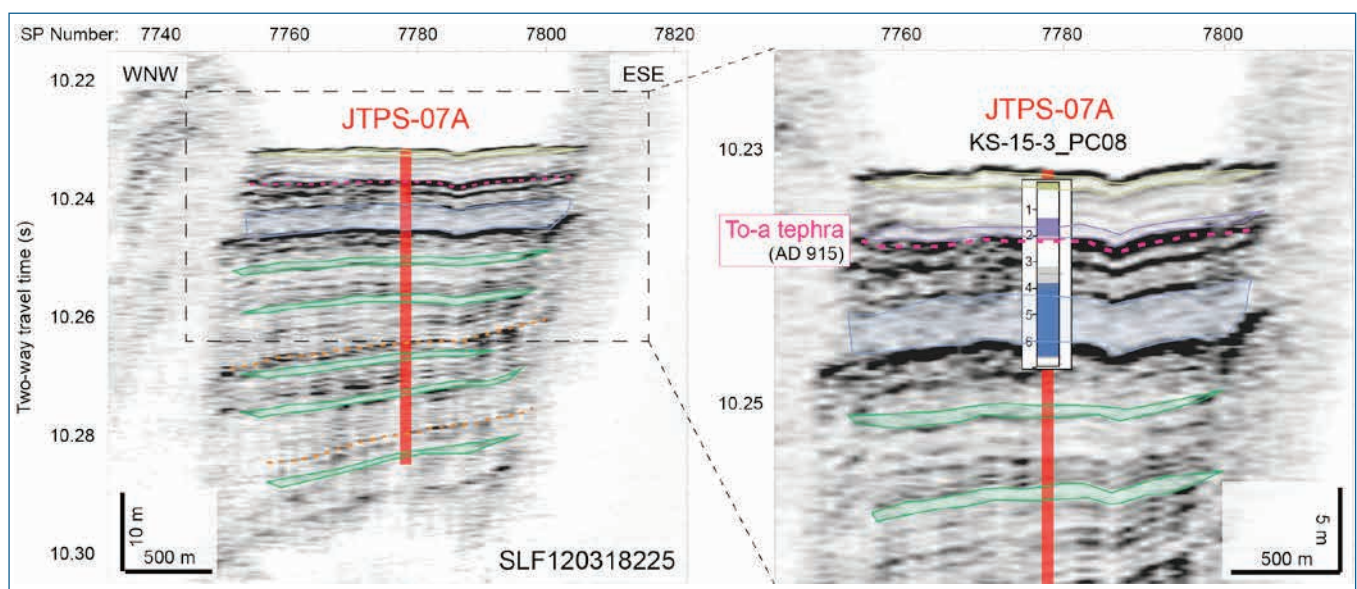 SP Number: 7740 7760 7780 7800 7820
7760 7780 7800
WNW ESE
JTPS-07A
10.22
10.24
10.26
10.28
10.30
Two-way travel time (s)
10 m
500 m
SLF120318225
JTPS-07A
KS-15-3_PC08
10.23
10.25
To-a tephra
(AD 915)
1
2
3
4
5
6
5 m
500 m